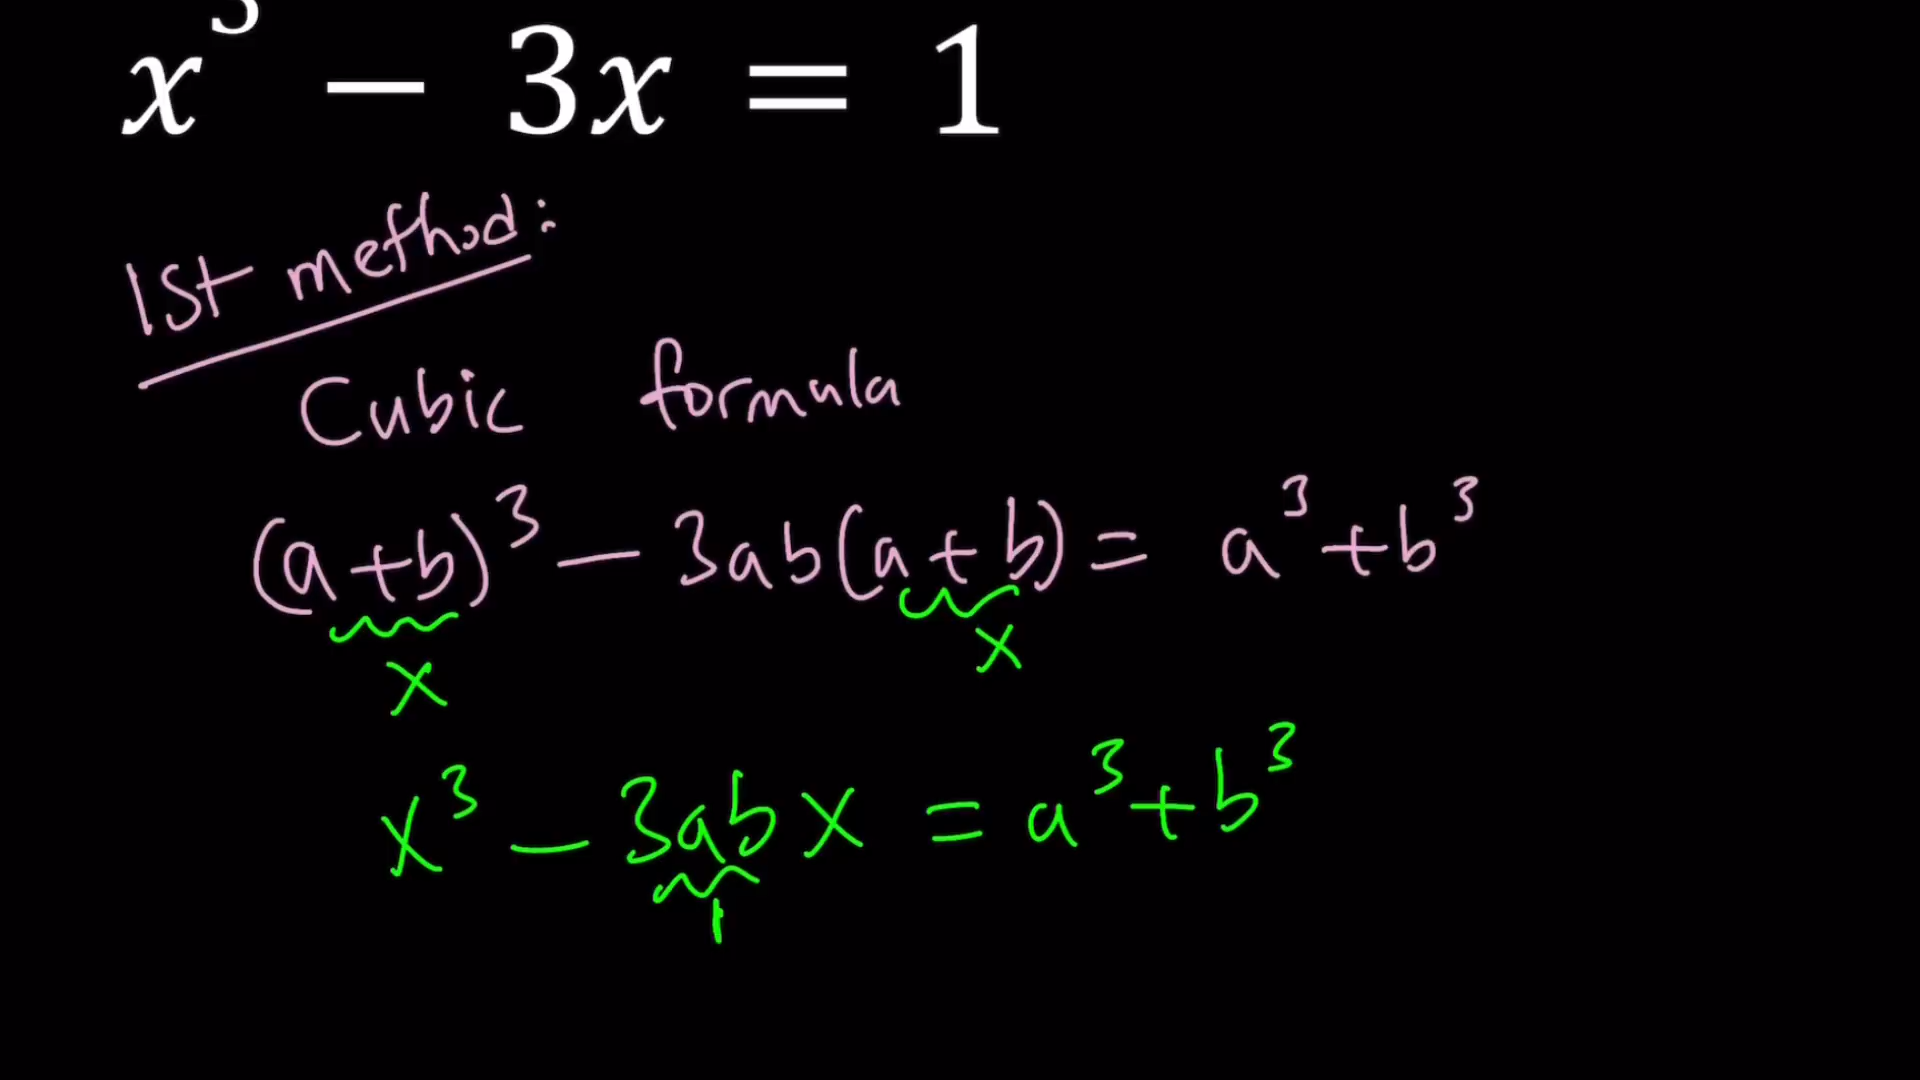 x³ − 3x = 1
1st method:
Cubic formula
(a+b)³ − 3ab(a+b) = a³+b³
x x
x³ − 3abx = a³+b³
1